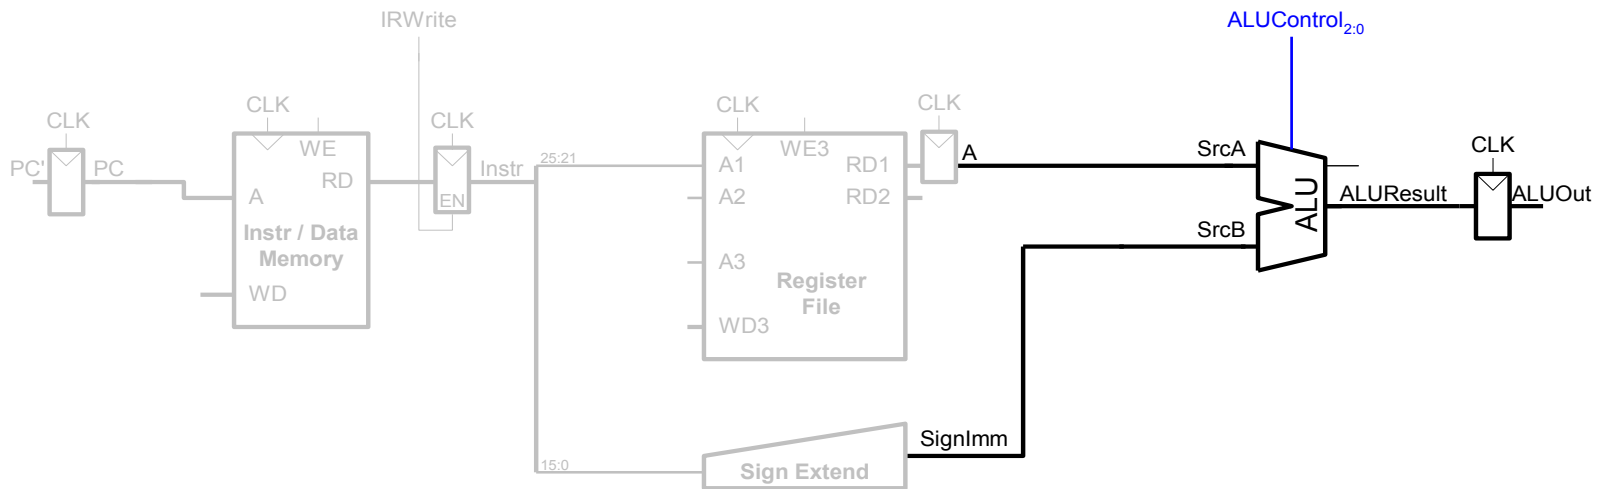 IRWrite
ALUControl2:0
CLK
CLK
CLK
CLK
CLK
CLK
PC'
PC
WE
A
RD
Instr / Data
Memory
WD
EN
Instr
25:21
A1
WE3
RD1
A2
RD2
A3
Register
File
WD3
A
SrcA
SrcB
ALU
ALUResult
ALUOut
SignImm
15:0
Sign Extend